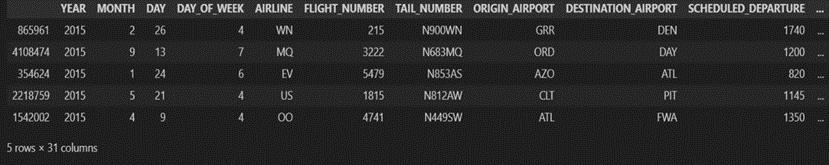 YEAR MONTH DAY DAY_OF_WEEK AIRLINE FLIGHT_NUMBER TAIL_NUMBER ORIGIN_AIRPORT DESTINATION_AIRPORT SCHEDULED_DEPARTURE ...
865961 2015 2 26 4 WN 215 N900WN GRR DEN 1740 ...
4108474 2015 9 13 7 MQ 3222 N683MQ ORD DAY 1200 ...
354624 2015 1 24 6 EV 5479 N853AS AZO ATL 820 ...
2218759 2015 5 21 4 US 1815 N812AW CLT PIT 1145 ...
1542002 2015 4 9 4 OO 4741 N449SW ATL FWA 1350 ...
5 rows × 31 columns